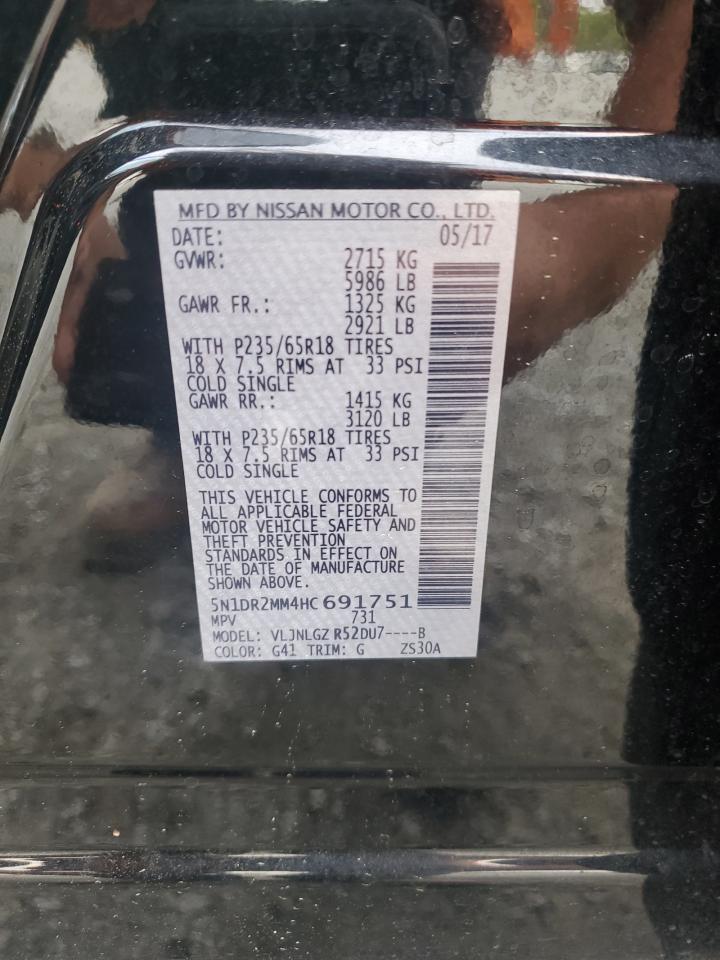 MFD BY NISSAN MOTOR CO., LTD.
DATE: 05/17
GVWR: 2715 KG
5986 LB
GAWR FR.: 1325 KG
2921 LB
WITH P235/65R18 TIRES
18 X 7.5 RIMS AT 33 PSI
COLD SINGLE
GAWR RR.: 1415 KG
3120 LB
WITH P235/65R18 TIRES
18 X 7.5 RIMS AT 33 PSI
COLD SINGLE
THIS VEHICLE CONFORMS TO
ALL APPLICABLE FEDERAL
MOTOR VEHICLE SAFETY AND
THEFT PREVENTION
STANDARDS IN EFFECT ON
THE DATE OF MANUFACTURE
SHOWN ABOVE.
5N1DR2MM4HC691751
MPV 731
MODEL: VLJNLGZ R52DU7----B
COLOR: G41 TRIM: G ZS30A